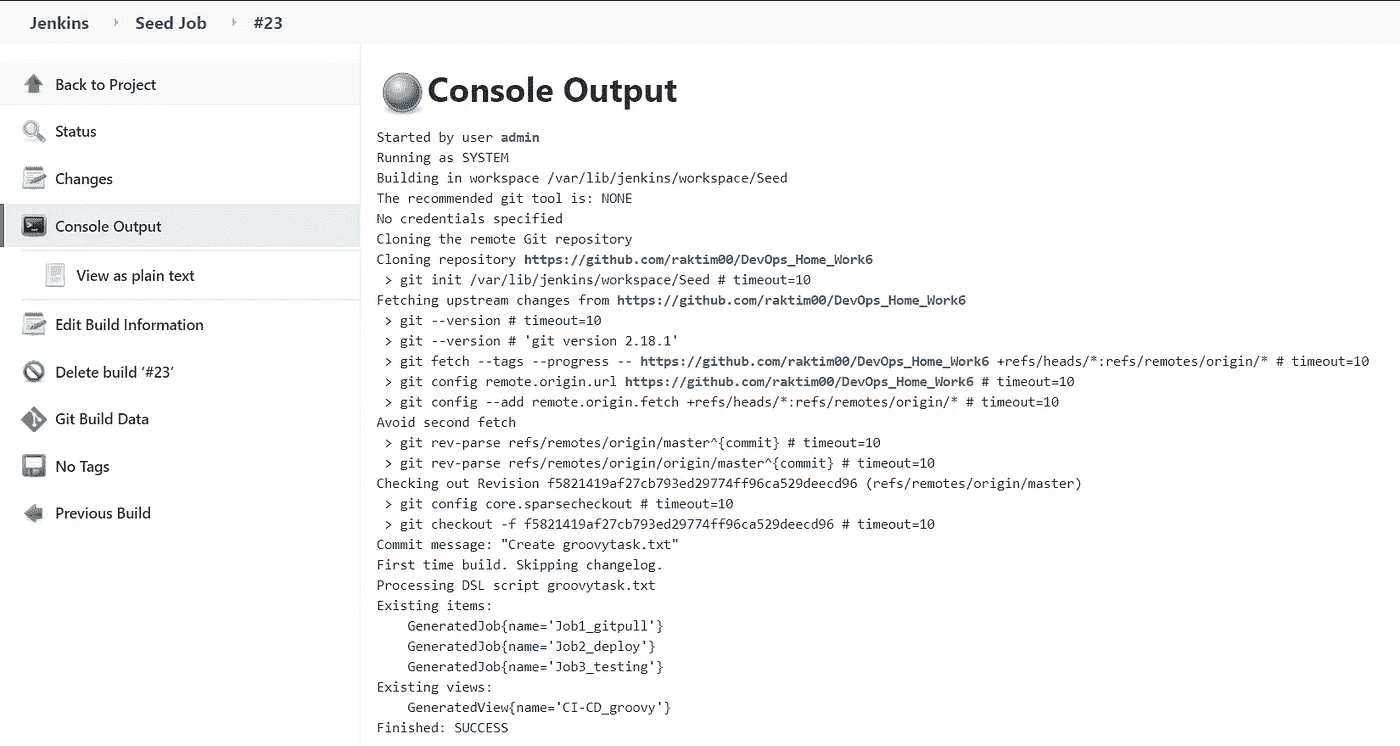 Jenkins Seed Job #23
Back to Project
Status
Changes
Console Output
View as plain text
Edit Build Information
Delete build ‘#23’
Git Build Data
No Tags
Previous Build
Console Output
Started by user admin
Running as SYSTEM
Building in workspace /var/lib/jenkins/workspace/Seed
The recommended git tool is: NONE
No credentials specified
Cloning the remote Git repository
Cloning repository https://github.com/raktim00/DevOps_Home_Work6
 > git init /var/lib/jenkins/workspace/Seed # timeout=10
Fetching upstream changes from https://github.com/raktim00/DevOps_Home_Work6
 > git --version # timeout=10
 > git --version # 'git version 2.18.1'
 > git fetch --tags --progress -- https://github.com/raktim00/DevOps_Home_Work6 +refs/heads/*:refs/remotes/origin/* # timeout=10
 > git config remote.origin.url https://github.com/raktim00/DevOps_Home_Work6 # timeout=10
 > git config --add remote.origin.fetch +refs/heads/*:refs/remotes/origin/* # timeout=10
Avoid second fetch
 > git rev-parse refs/remotes/origin/master^{commit} # timeout=10
 > git rev-parse refs/remotes/origin/origin/master^{commit} # timeout=10
Checking out Revision f5821419af27cb793ed29774ff96ca529deecd96 (refs/remotes/origin/master)
 > git config core.sparsecheckout # timeout=10
 > git checkout -f f5821419af27cb793ed29774ff96ca529deecd96 # timeout=10
Commit message: "Create groovytask.txt"
First time build. Skipping changelog.
Processing DSL script groovytask.txt
Existing items:
    GeneratedJob{name='Job1_gitpull'}
    GeneratedJob{name='Job2_deploy'}
    GeneratedJob{name='Job3_testing'}
Existing views:
    GeneratedView{name='CI-CD_groovy'}
Finished: SUCCESS